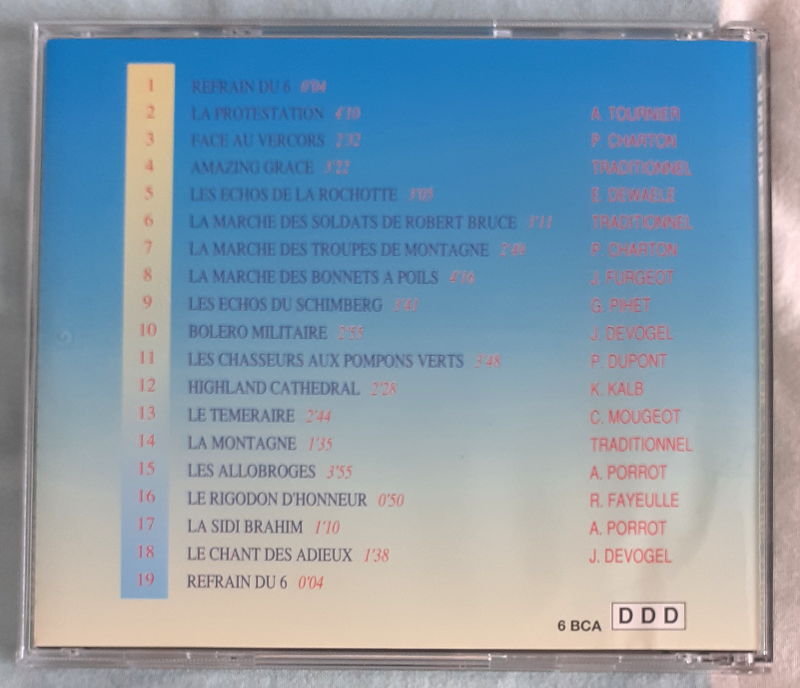 1 REFRAIN DU 6 0'04
2 LA PROTESTATION 4'10 A. TOURNIER
3 FACE AU VERCORS 2'32 P. CHARTON
4 AMAZING GRACE 3'22 TRADITIONNEL
5 LES ECHOS DE LA ROCHOTTE 3'05 E. DEWAELE
6 LA MARCHE DES SOLDATS DE ROBERT BRUCE 3'11 TRADITIONNEL
7 LA MARCHE DES TROUPES DE MONTAGNE P. CHARTON
8 LA MARCHE DES BONNETS A POILS 4'16 J. FURGEOT
9 LES ECHOS DU SCHIMBERG G. PIHET
10 BOLERO MILITAIRE 2'55 J. DEVOGEL
11 LES CHASSEURS AUX POMPONS VERTS 3'48 P. DUPONT
12 HIGHLAND CATHEDRAL 2'28 K. KALB
13 LE TEMERAIRE 2'44 C. MOUGEOT
14 LA MONTAGNE 1'35 TRADITIONNEL
15 LES ALLOBROGES 3'55 A. PORROT
16 LE RIGODON D'HONNEUR 0'50 R. FAYEULLE
17 LA SIDI BRAHIM 1'10 A. PORROT
18 LE CHANT DES ADIEUX 1'38 J. DEVOGEL
19 REFRAIN DU 6 0'04
6 BCA DDD